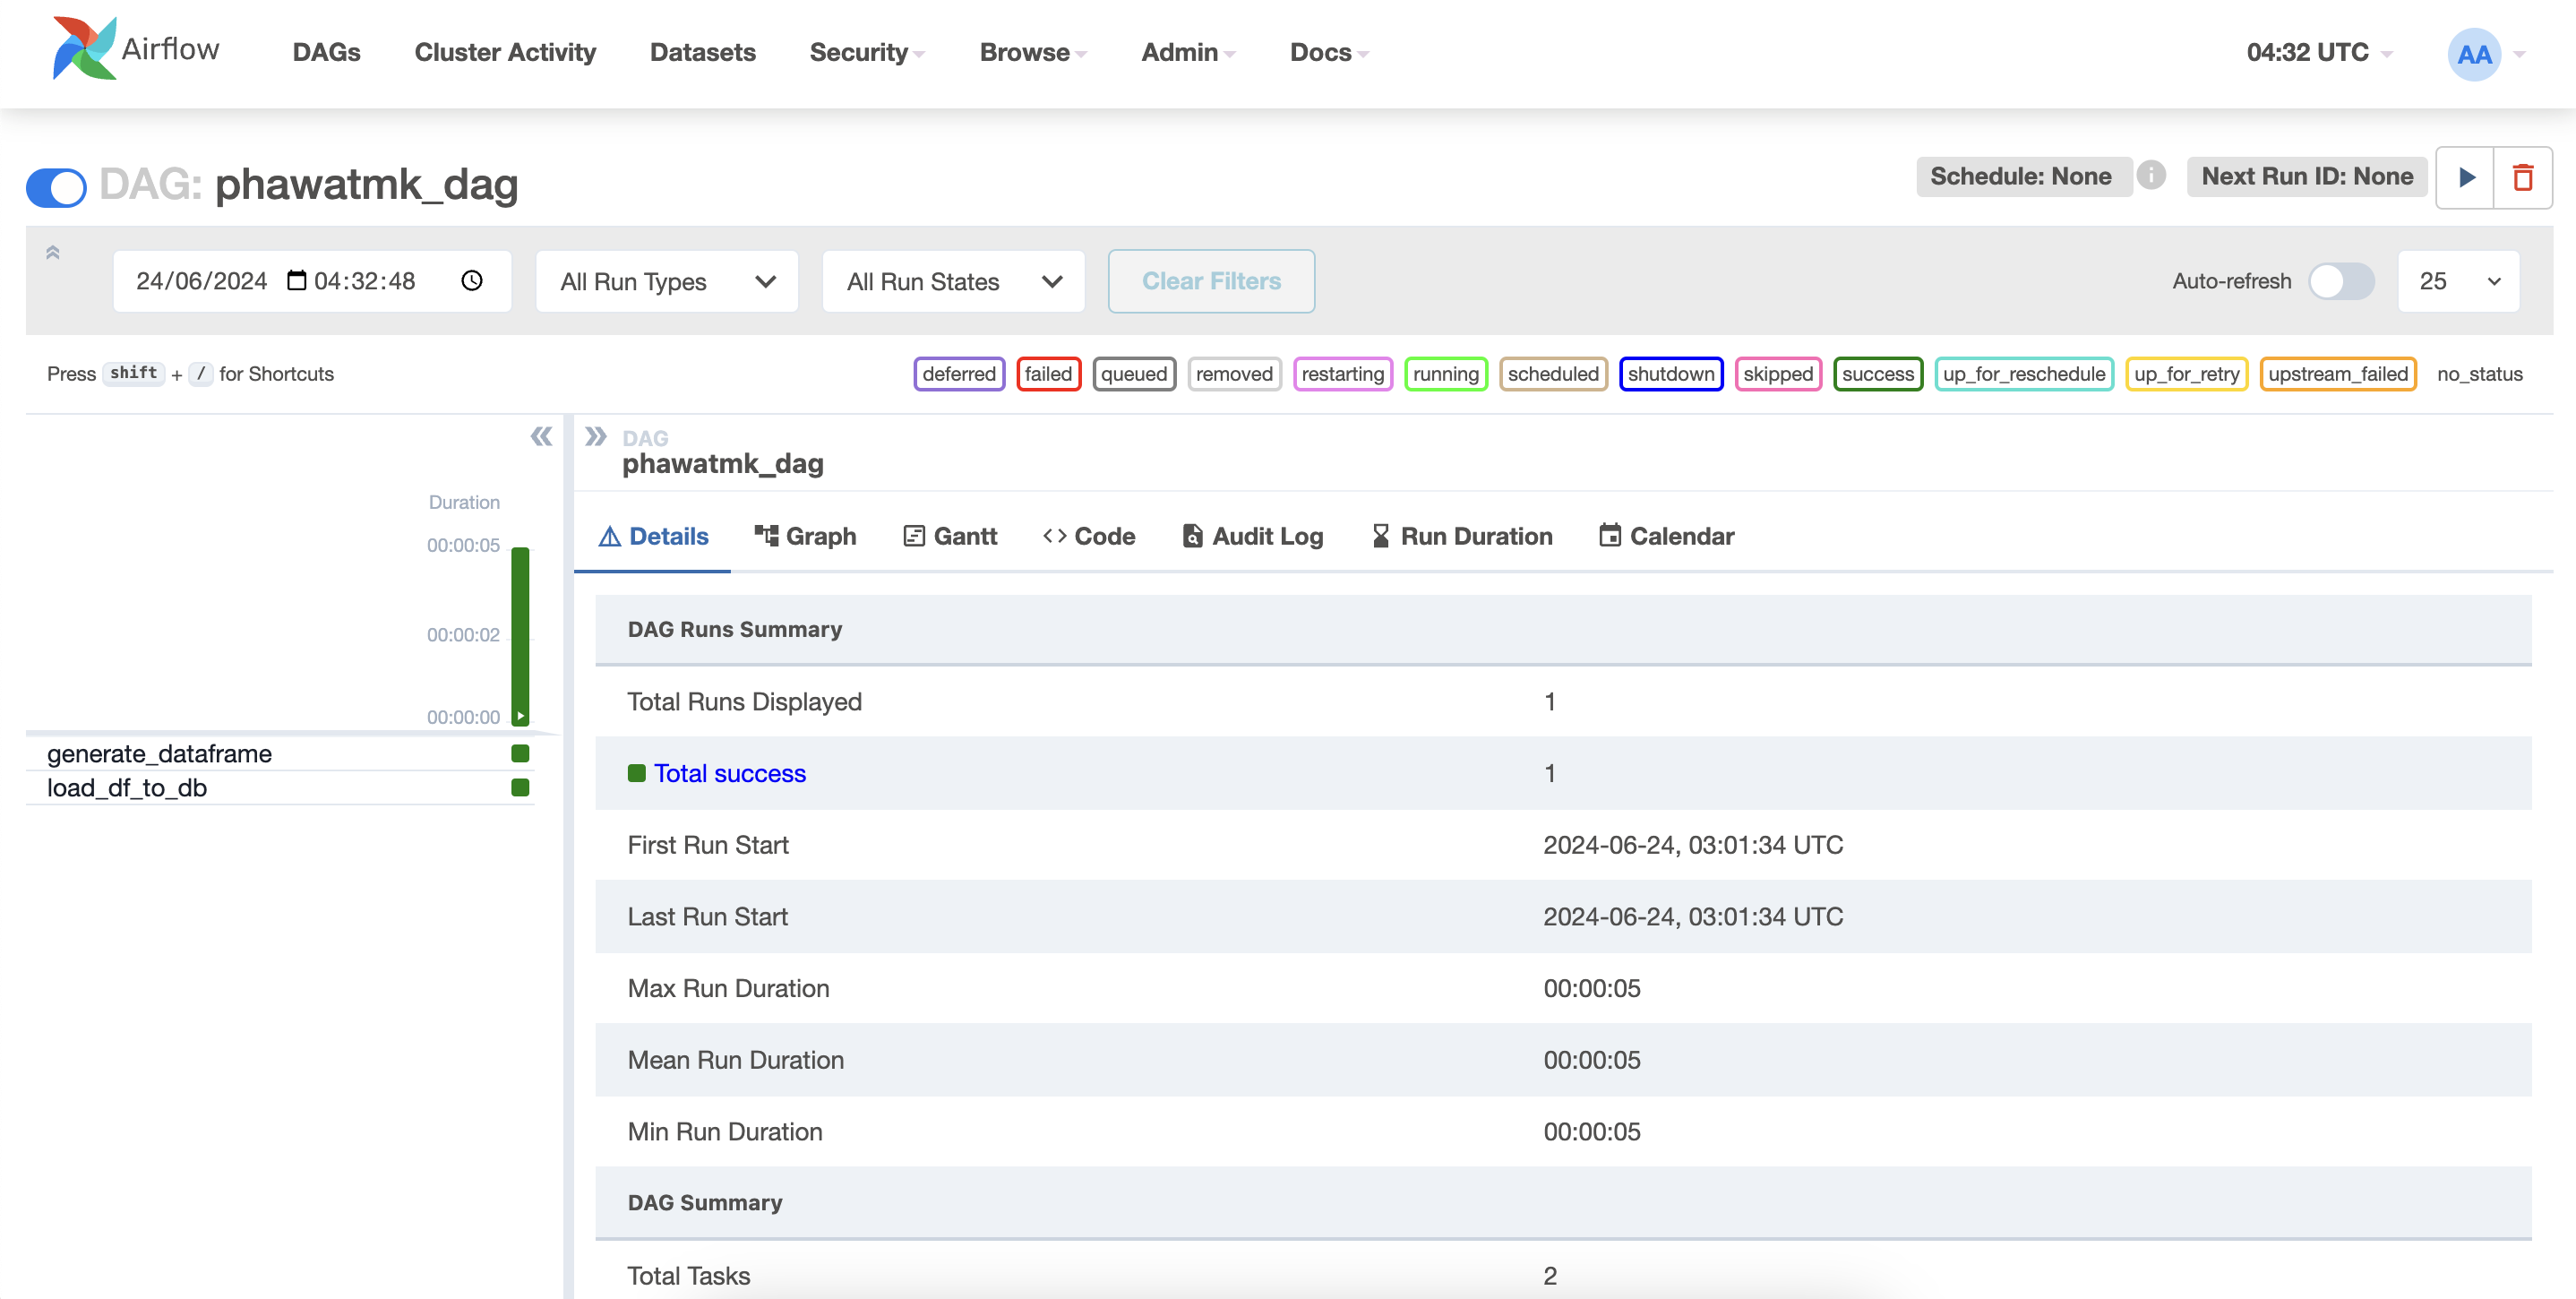 Airflow DAGs Cluster Activity Datasets Security Browse Admin Docs 04:32 UTC AA
DAG: phawatmk_dag Schedule: None i Next Run ID: None
24/06/2024 04:32:48 All Run Types All Run States Clear Filters Auto-refresh 25
Press shift + / for Shortcuts deferred failed queued removed restarting running scheduled shutdown skipped success up_for_reschedule up_for_retry upstream_failed no_status
DAG
phawatmk_dag
Duration
00:00:05
00:00:02
00:00:00
generate_dataframe
load_df_to_db
Details Graph Gantt Code Audit Log Run Duration Calendar
DAG Runs Summary
Total Runs Displayed 1
Total success 1
First Run Start 2024-06-24, 03:01:34 UTC
Last Run Start 2024-06-24, 03:01:34 UTC
Max Run Duration 00:00:05
Mean Run Duration 00:00:05
Min Run Duration 00:00:05
DAG Summary
Total Tasks 2